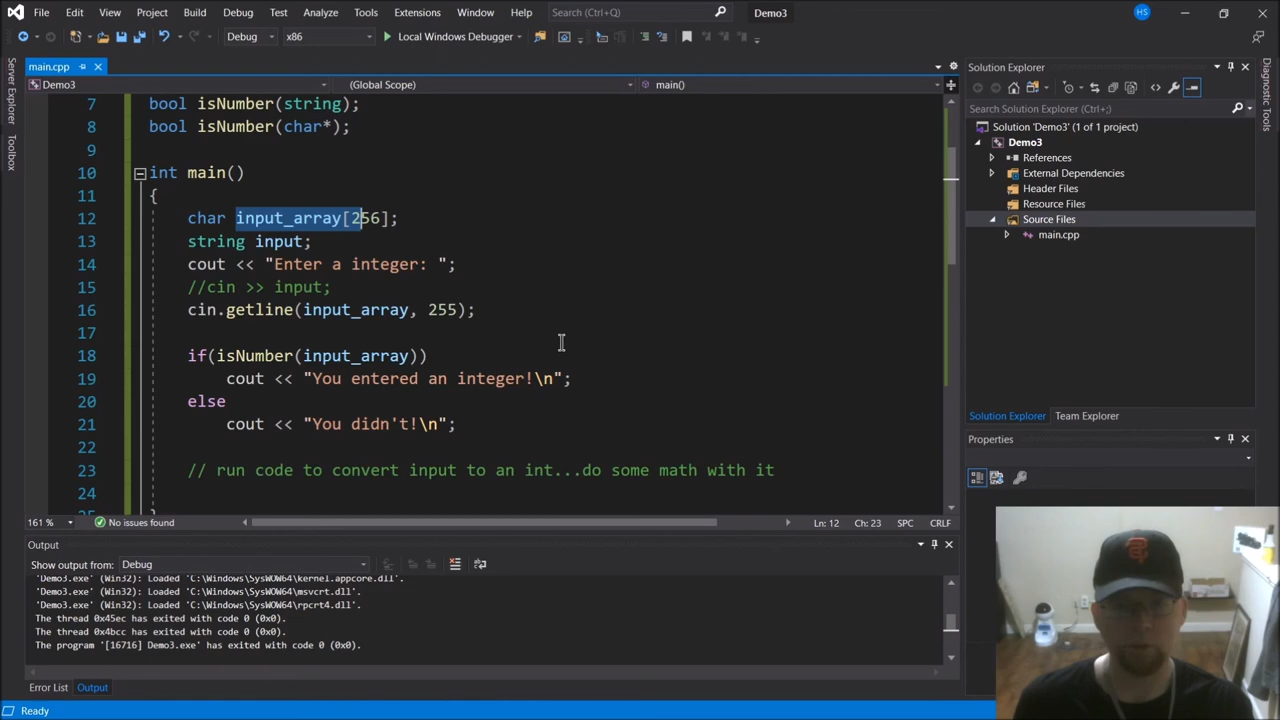 File Edit View Project Build Debug Test Analyze Tools Extensions Window Help Search (Ctrl+Q) Demo3 HS
Debug x86 Local Windows Debugger
Server Explorer
Toolbox
main.cpp
Demo3 (Global Scope) main()
7 bool isNumber(string);
8 bool isNumber(char*);
9
10 int main()
11 {
12 char input_array[256];
13 string input;
14 cout << "Enter a integer: ";
15 //cin >> input;
16 cin.getline(input_array, 255);
17
18 if(isNumber(input_array))
19 cout << "You entered an integer!\n";
20 else
21 cout << "You didn't!\n";
22
23 // run code to convert input to an int...do some math with it
24
161 % No issues found Ln: 12 Ch: 23 SPC CRLF
Output
Show output from: Debug
'Demo3.exe' (Win32): Loaded 'C:\Windows\SysWOW64\kernel.appcore.dll'.
'Demo3.exe' (Win32): Loaded 'C:\Windows\SysWOW64\msvcrt.dll'.
'Demo3.exe' (Win32): Loaded 'C:\Windows\SysWOW64\rpcrt4.dll'.
The thread 0x45ec has exited with code 0 (0x0).
The thread 0x4bcc has exited with code 0 (0x0).
The program '[16716] Demo3.exe' has exited with code 0 (0x0).
Error List Output
Ready
Solution Explorer
Search Solution Explorer (Ctrl+;)
Solution 'Demo3' (1 of 1 project)
Demo3
References
External Dependencies
Header Files
Resource Files
Source Files
main.cpp
Solution Explorer Team Explorer
Properties
Diagnostic Tools